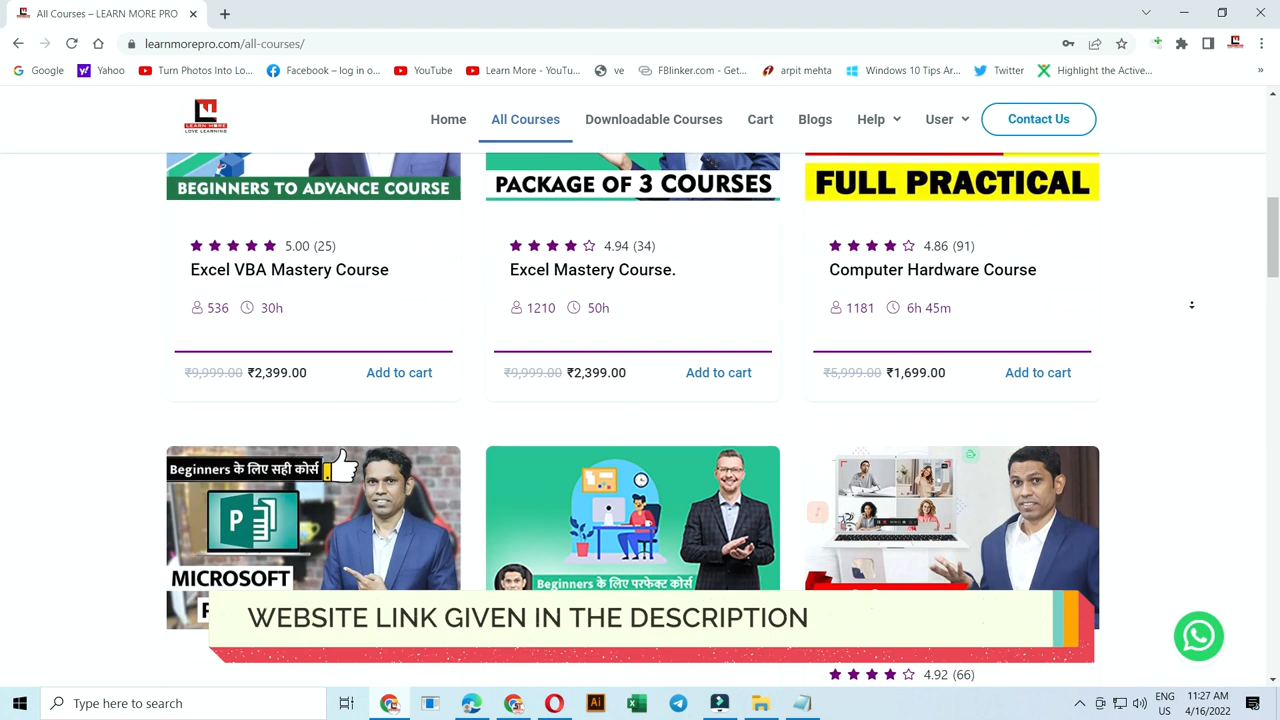 All Courses – LEARN MORE PRO
learnmorepro.com/all-courses/
Google Yahoo Turn Photos Into Lo... Facebook – log in o... YouTube Learn More - YouTu... ve FBlinker.com - Get... arpit mehta Windows 10 Tips Ar... Twitter Highlight the Active... »
LEARN MORE
LOVE LEARNING
Home All Courses Downloadable Courses Cart Blogs Help User Contact Us
BEGINNERS TO ADVANCE COURSE PACKAGE OF 3 COURSES FULL PRACTICAL
5.00 (25) 4.94 (34) 4.86 (91)
Excel VBA Mastery Course Excel Mastery Course. Computer Hardware Course
536 30h 1210 50h 1181 6h 45m
₹9,999.00 ₹2,399.00 Add to cart ₹9,999.00 ₹2,399.00 Add to cart ₹5,999.00 ₹1,699.00 Add to cart
Beginners के लिए सही कोर्स
P
MICROSOFT
Beginners के लिए परफेक्ट कोर्स
WEBSITE LINK GIVEN IN THE DESCRIPTION
4.92 (66)
Type here to search
Ai
ENG 11:27 AM
US 4/16/2022